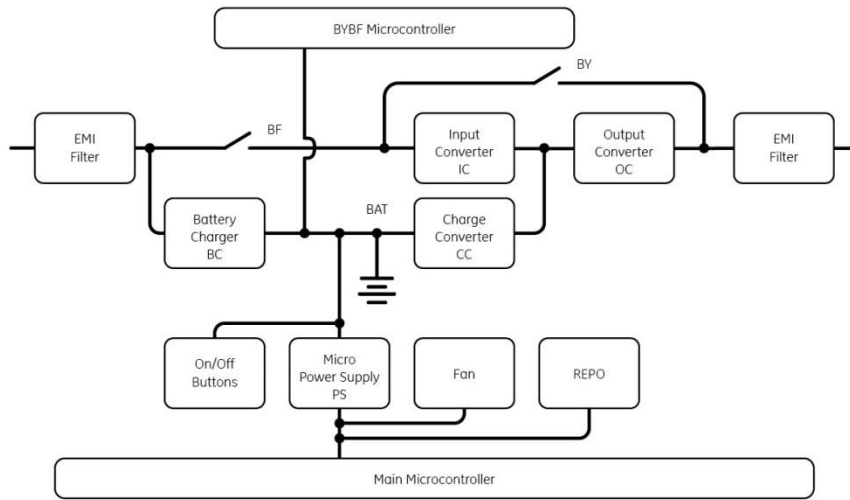 BYBF Microcontroller
BY
EMI
Filter
BF
Input
Converter
IC
Output
Converter
OC
EMI
Filter
Battery
Charger
BC
BAT
Charge
Converter
CC
On/Off
Buttons
Micro
Power Supply
PS
Fan
REPO
Main Microcontroller